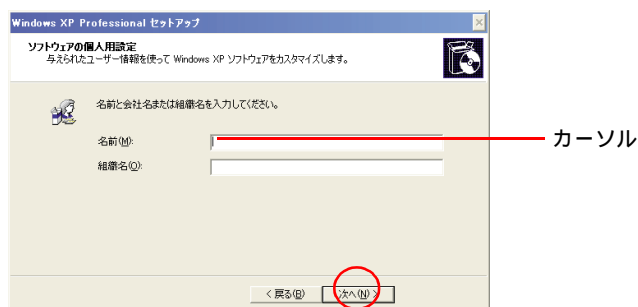 Windows XP Professional セットアップ
ソフトウェアの個人用設定
与えられたユーザー情報を使って Windows XP ソフトウェアをカスタマイズします。
名前と会社名または組織名を入力してください。
名前(M):
カーソル
組織名(O):
< 戻る(B)
次へ(N) >